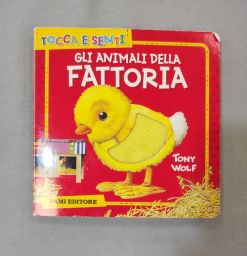 TOCCA E SENTI
GLI ANIMALI DELLA
FATTORIA
TONY
WOLF
DAMI EDITORE